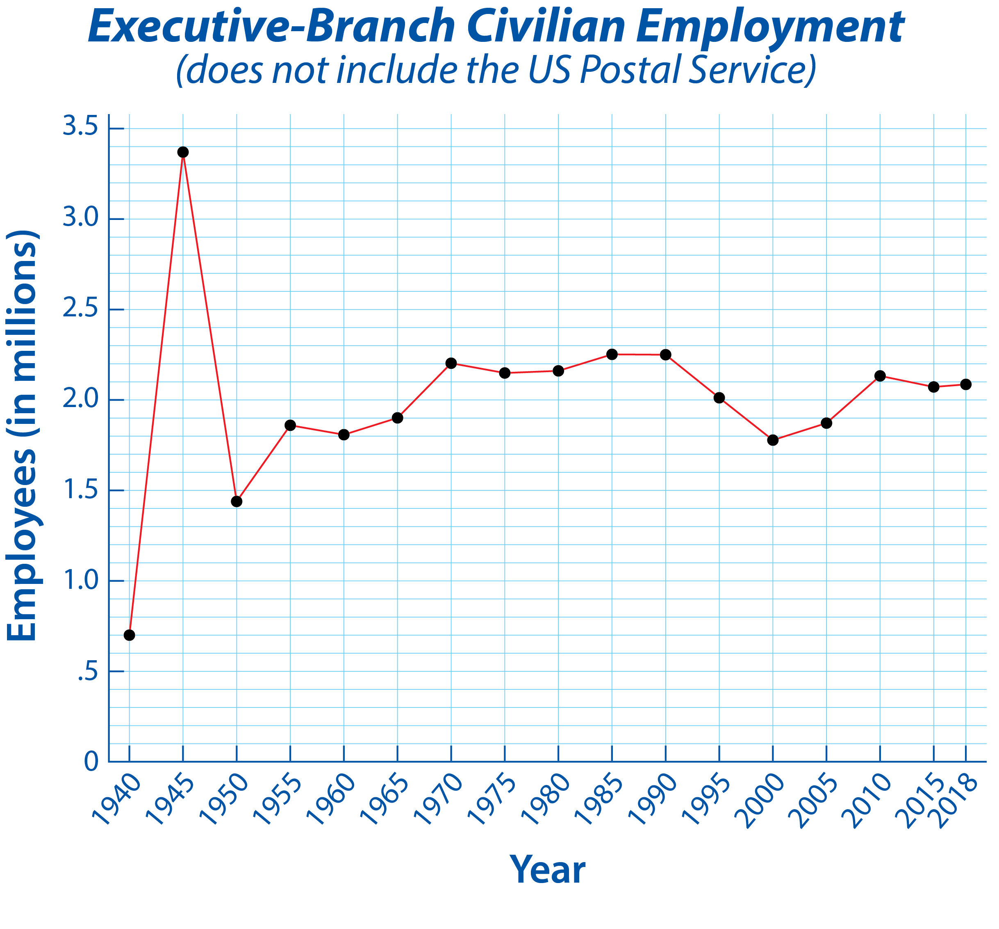 Executive-Branch Civilian Employment
(does not include the US Postal Service)
Employees (in millions)
3.5
3.0
2.5
2.0
1.5
1.0
.5
0
1940 1945 1950 1955 1960 1965 1970 1975 1980 1985 1990 1995 2000 2005 2010 2015 2018
Year